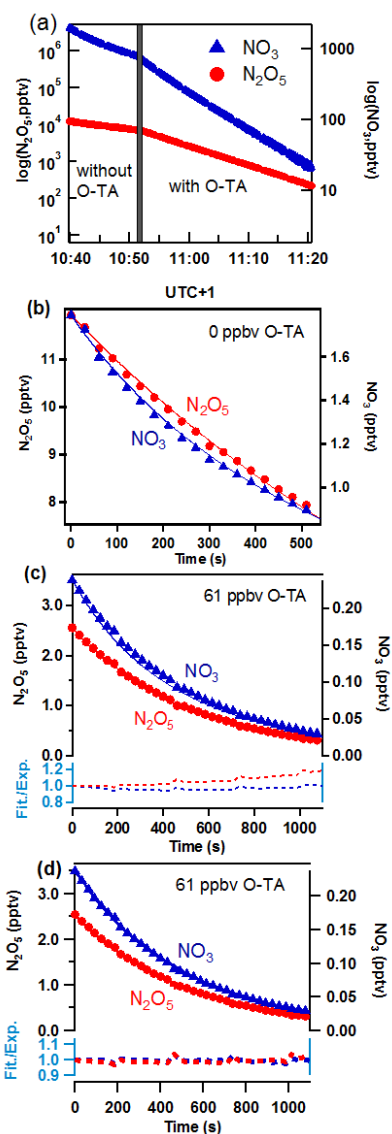 (a)
NO3
N2O5
log(N2O5,pptv)
10^6
10^5
10^4
10^3
10^2
10^1
log(NO3,pptv)
1000
100
10
without
O-TA
with O-TA
10:40 10:50 11:00 11:10 11:20
UTC+1
(b)
0 ppbv O-TA
N2O5 (pptv)
11
10
9
8
N2O5
NO3
NO3 (pptv)
1.6
1.4
1.2
1.0
0 100 200 300 400 500
Time (s)
(c)
61 ppbv O-TA
N2O5 (pptv)
3.0
2.0
1.0
0.0
NO3
N2O5
NO3 (pptv)
0.20
0.15
0.10
0.05
0.00
Fit./Exp.
1.2
1.0
0 200 400 600 800 1000
Time (s)
(d)
61 ppbv O-TA
N2O5 (pptv)
3.0
2.0
1.0
0.0
NO3
N2O5
NO3 (pptv)
0.20
0.15
0.10
0.05
0.00
Fit./Exp.
1.1
1.0
0.9
0 200 400 600 800 1000
Time (s)